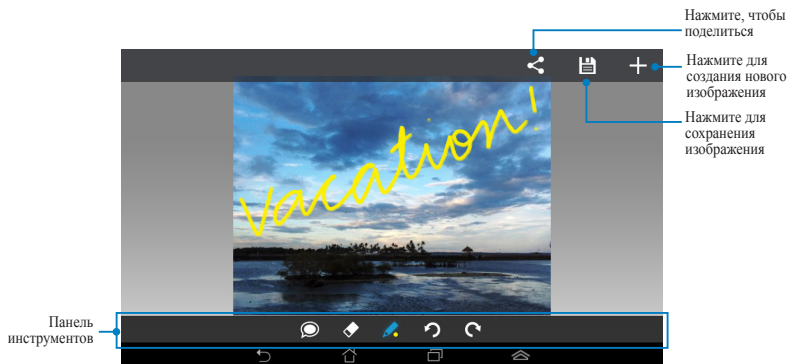 Нажмите, чтобы
поделиться
Нажмите для
создания нового
изображения
Нажмите для
сохранения
изображения
Vacation!
Панель
инструментов